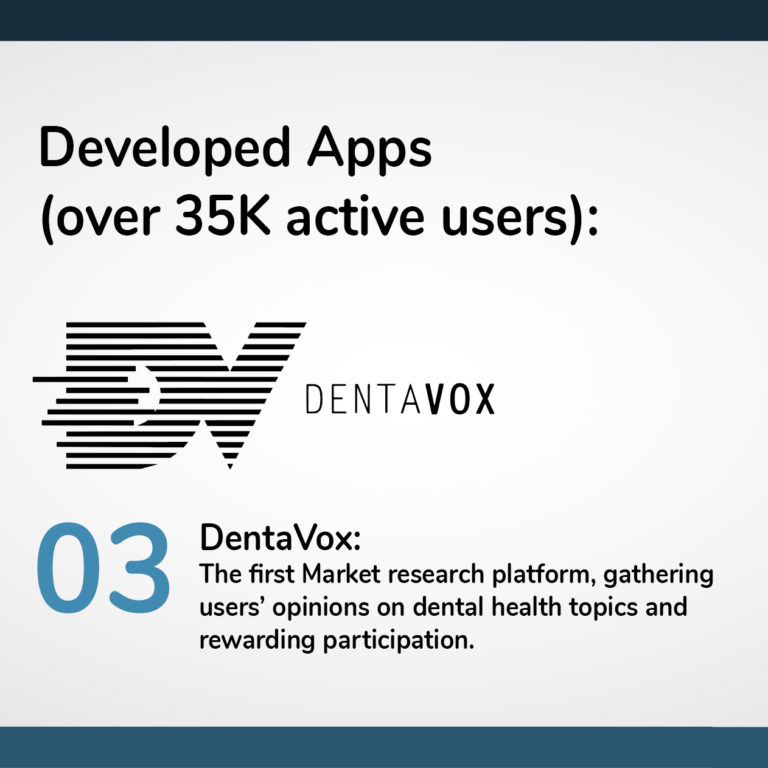 Developed Apps
(over 35K active users):
DV
DENTAVOX
03
DentaVox:
The first Market research platform, gathering
users’ opinions on dental health topics and
rewarding participation.